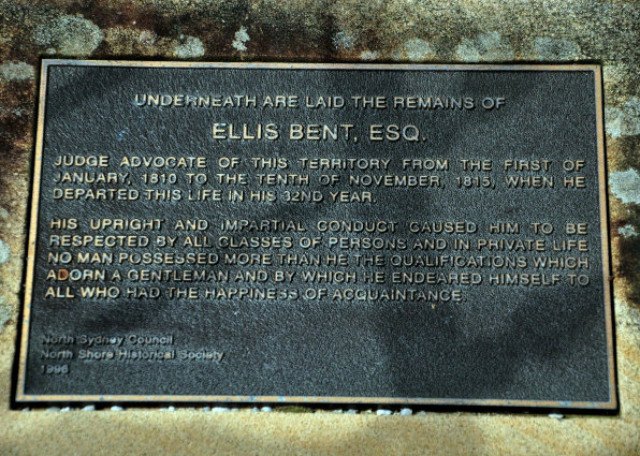 UNDERNEATH ARE LAID THE REMAINS OF
ELLIS BENT, ESQ.
JUDGE ADVOCATE OF THIS TERRITORY FROM THE FIRST OF
JANUARY, 1810 TO THE TENTH OF NOVEMBER, 1815, WHEN HE
DEPARTED THIS LIFE IN HIS 32ND YEAR.
HIS UPRIGHT AND IMPARTIAL CONDUCT CAUSED HIM TO BE
RESPECTED BY ALL CLASSES OF PERSONS AND IN PRIVATE LIFE
NO MAN POSSESSED MORE THAN HE THE QUALIFICATIONS WHICH
ADORN A GENTLEMAN AND BY WHICH HE ENDEARED HIMSELF TO
ALL WHO HAD THE HAPPINESS OF ACQUAINTANCE.
North Sydney Council
North Shore Historical Society
1996